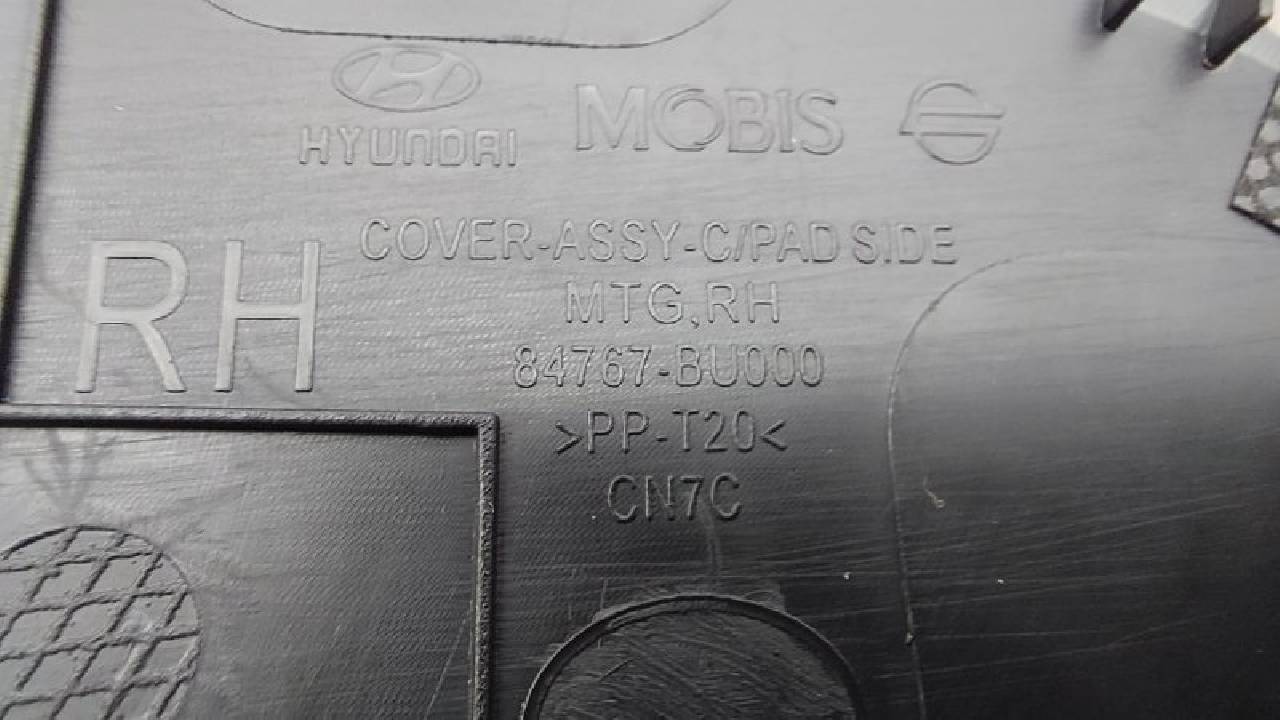 HYUNDAI MOBIS
RH
COVER-ASSY-C/PAD SIDE
MTG,RH
84767-BU000
>PP-T20<
CN7C